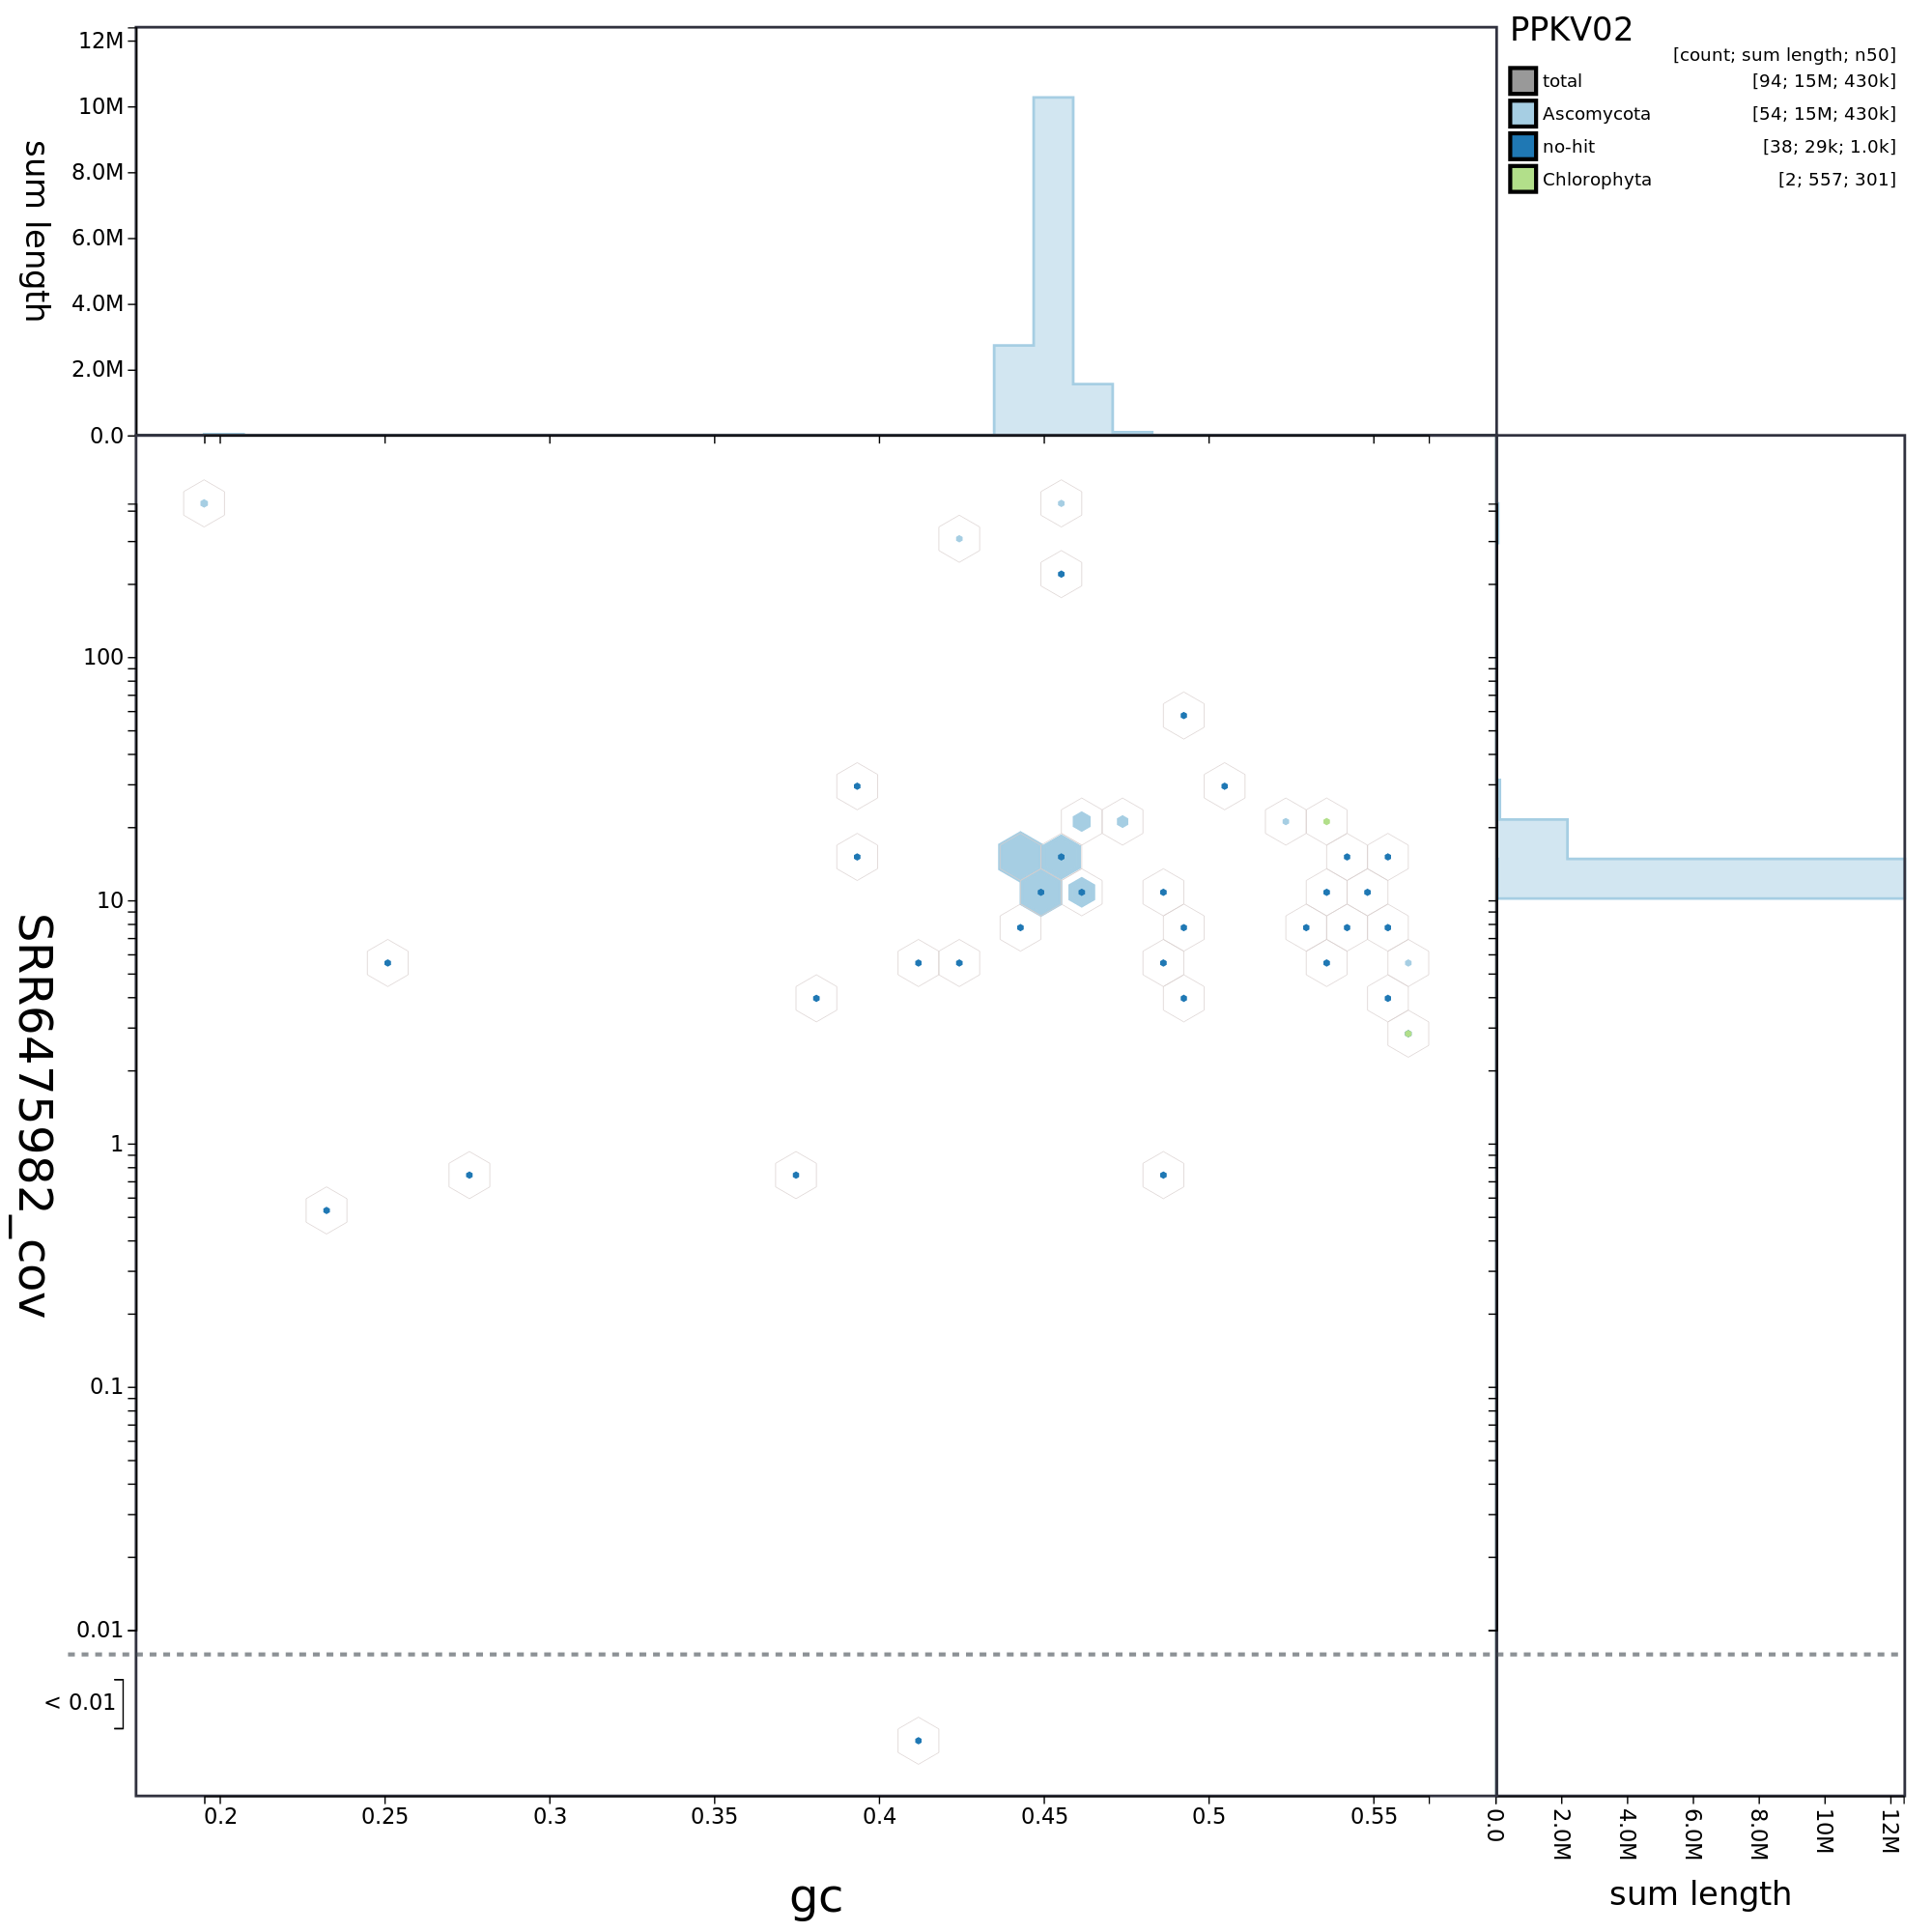 PPKV02
[count; sum length; n50]
total [94; 15M; 430k]
Ascomycota [54; 15M; 430k]
no-hit [38; 29k; 1.0k]
Chlorophyta [2; 557; 301]
sum length
12M
10M
8.0M
6.0M
4.0M
2.0M
0.0
SRR6475982_cov
100
10
1
0.1
0.01
< 0.01
0.2 0.25 0.3 0.35 0.4 0.45 0.5 0.55
gc
0.0 2.0M 4.0M 6.0M 8.0M 10M 12M
sum length